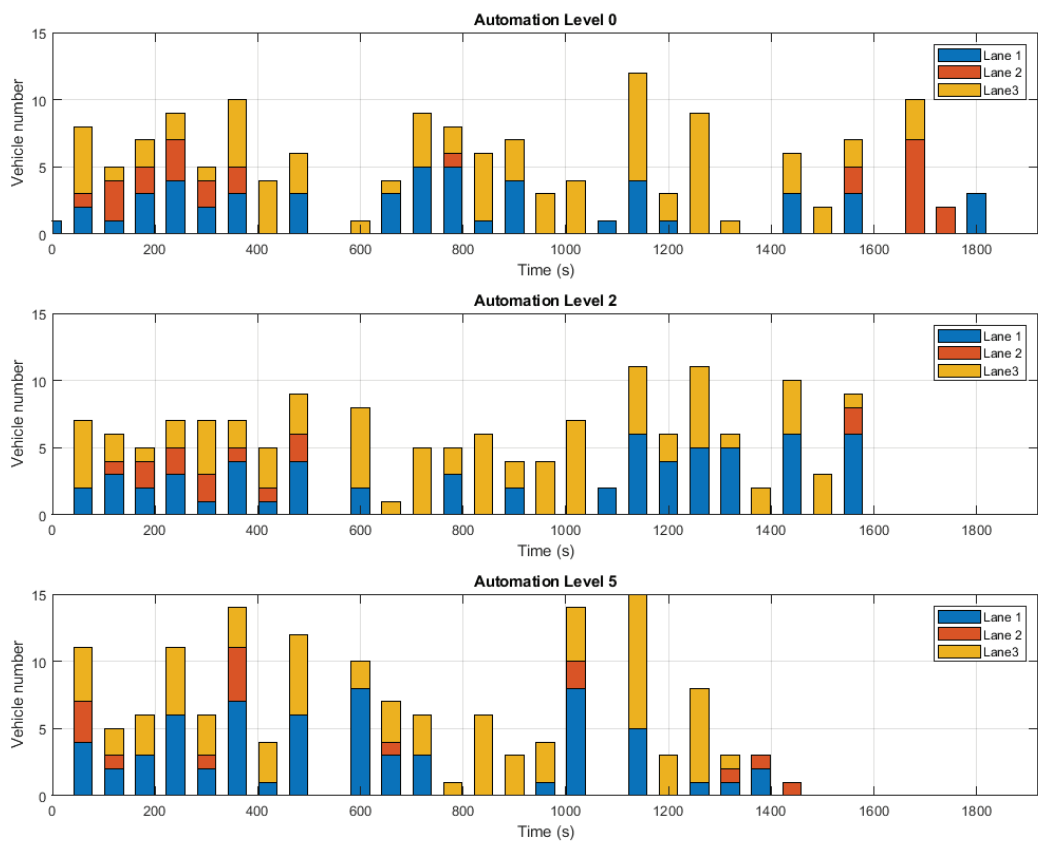 Automation Level 0
15
10
5
0
Vehicle number
Lane 1
Lane 2
Lane3
0 200 400 600 800 1000 1200 1400 1600 1800
Time (s)
Automation Level 2
15
10
5
0
Vehicle number
Lane 1
Lane 2
Lane3
0 200 400 600 800 1000 1200 1400 1600 1800
Time (s)
Automation Level 5
15
10
5
0
Vehicle number
Lane 1
Lane 2
Lane3
0 200 400 600 800 1000 1200 1400 1600 1800
Time (s)